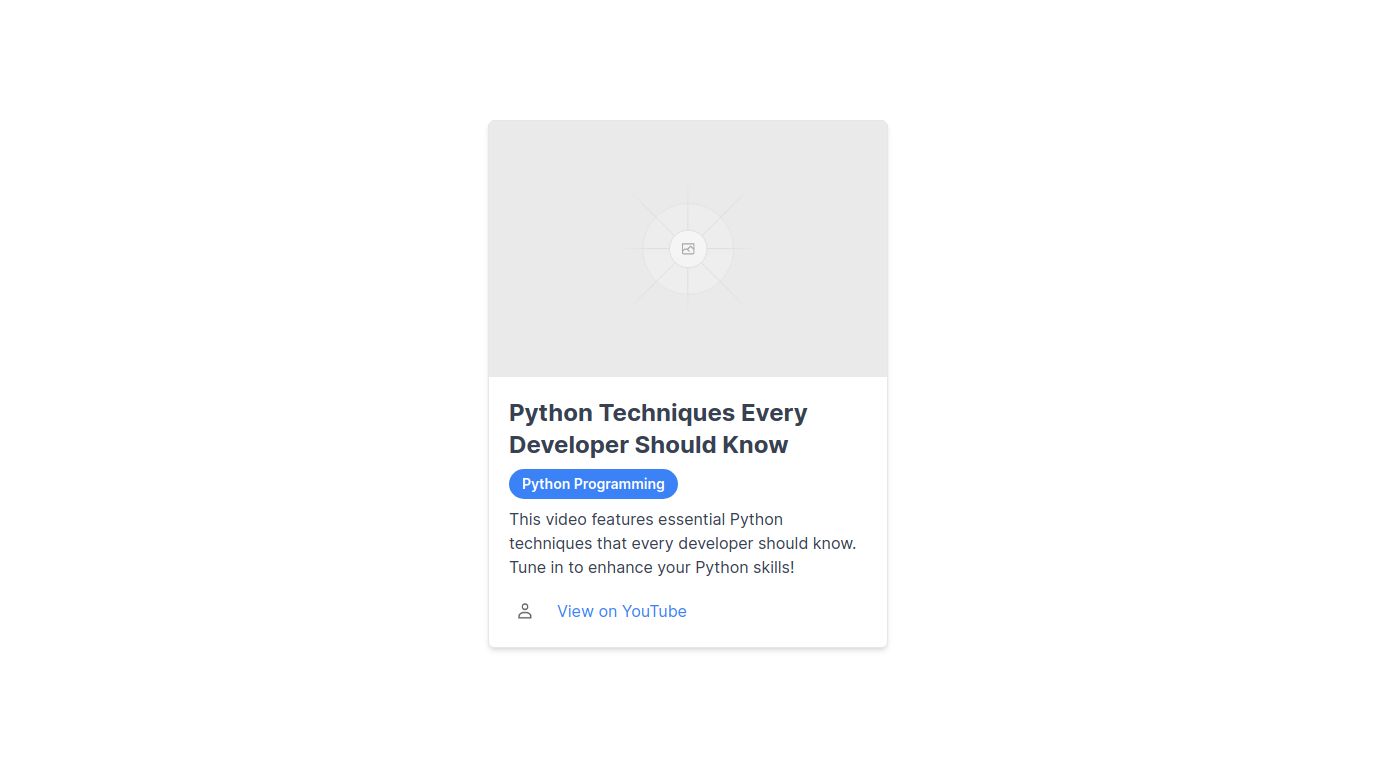 Python Techniques Every
Developer Should Know
Python Programming
This video features essential Python
techniques that every developer should know.
Tune in to enhance your Python skills!
View on YouTube